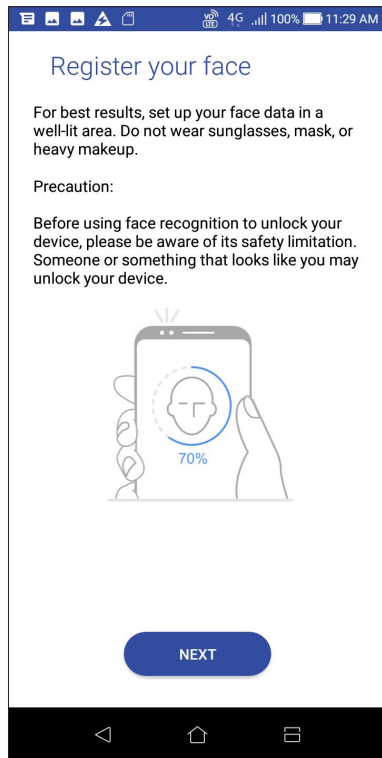 VO LTE 4G 100% 11:29 AM
Register your face
For best results, set up your face data in a
well-lit area. Do not wear sunglasses, mask, or
heavy makeup.
Precaution:
Before using face recognition to unlock your
device, please be aware of its safety limitation.
Someone or something that looks like you may
unlock your device.
70%
NEXT